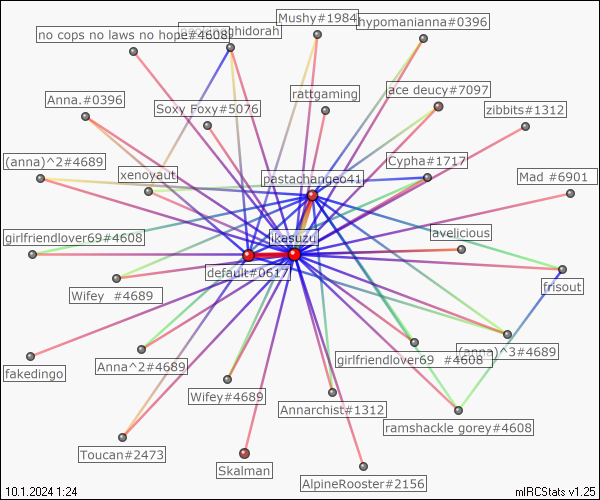 Mushy#1984
hypomanianna#0396
no cops no laws no hope#4608
ghidorah
Anna.#0396
Soxy Foxy#5076
rattgaming
ace deucy#7097
zibbits#1312
(anna)^2#4689
xenoyaut
pastachangeo41
Cypha#1717
Mad #6901
girlfriendlover69#4608
ikasuzu
avelicious
default#0617
Wifey #4689
frisout
fakedingo
Anna^2#4689
girlfriendlover69 #4608
(anna)^3#4689
Wifey#4689
Annarchist#1312
ramshackle gorey#4608
Toucan#2473
Skalman
AlpineRooster#2156
10.1.2024 1:24
mIRCStats v1.25